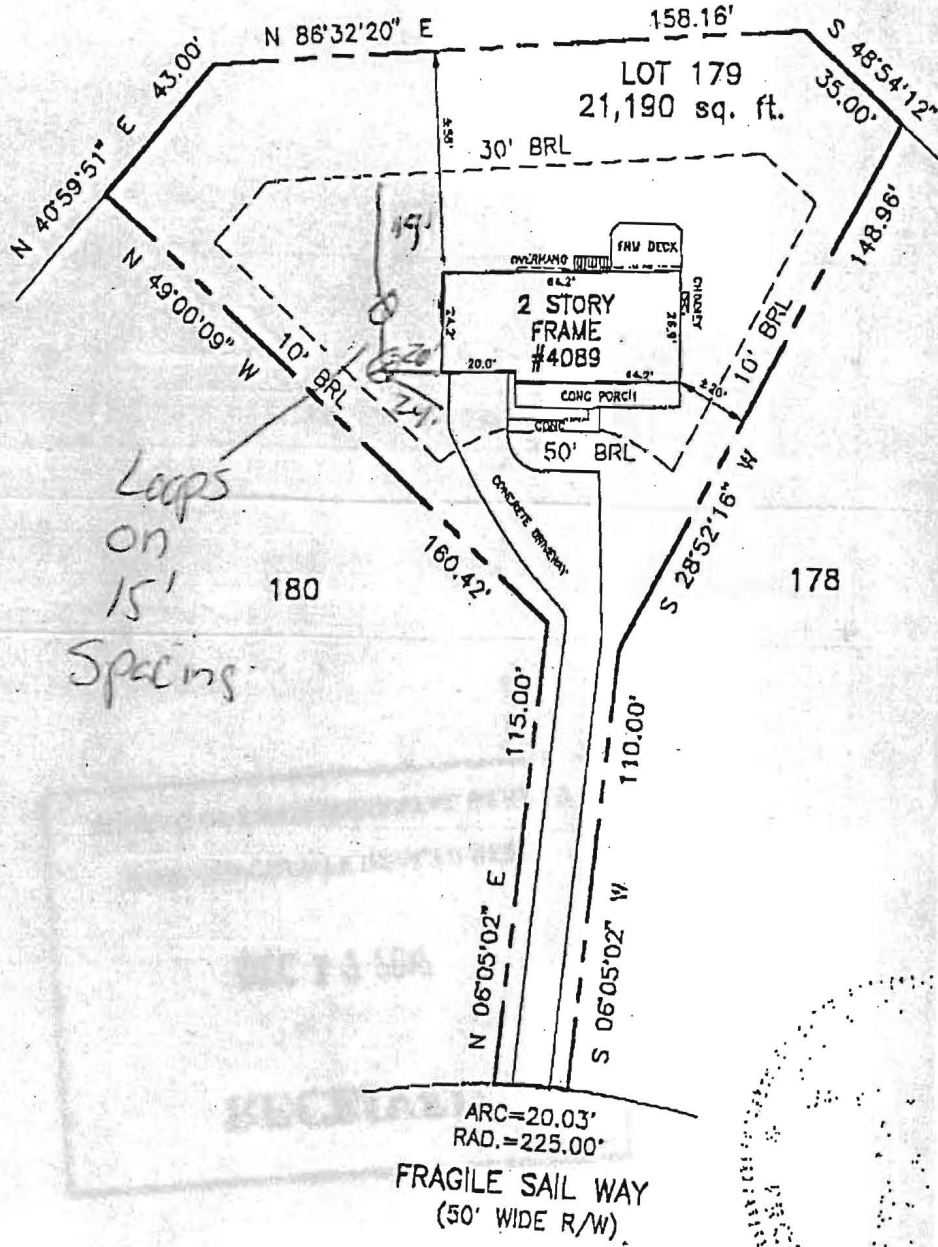 N 86°32'20" E
158.16'
S 48°54'12"
35.00'
43.00'
N 40°59'51" E
LOT 179
21,190 sq. ft.
30' BRL
19'
OVERHANG
FRM DECK
148.96'
N 49°00'09" W
10'
BRL
2 STORY
FRAME
#4089
24.2'
CHIMNEY
10' BRL
20.0'
24'
±20'
CONC PORCH
CONC
50' BRL
CONCRETE DRIVEWAY
S 28°52'16" W
Loops
on
15'
Spacing
180
160.42'
178
115.00'
110.00'
N 06°05'02" E
S 06°05'02" W
RECEIVED
ARC=20.03'
RAD.=225.00'
FRAGILE SAIL WAY
(50' WIDE R/W)